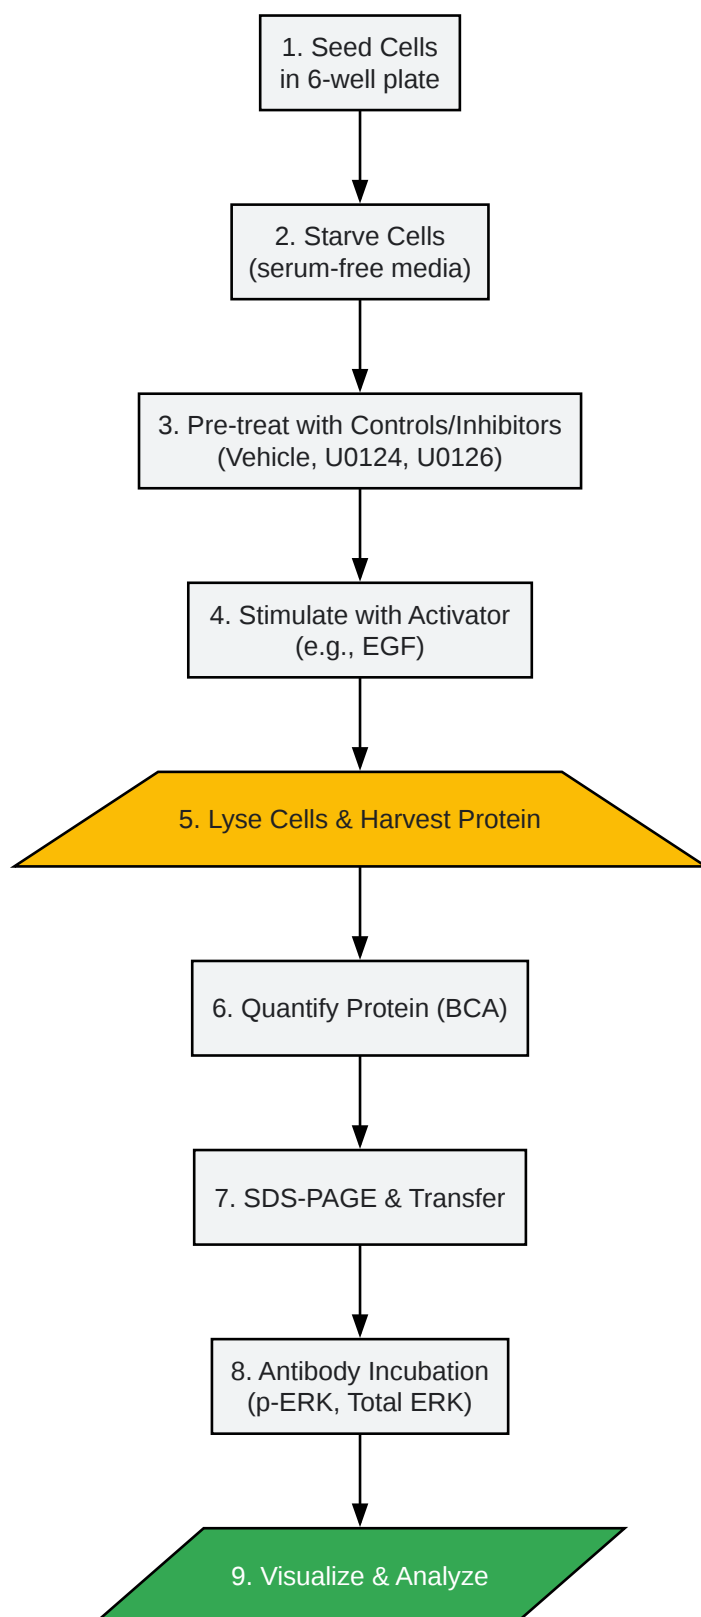 1. Seed Cells
in 6-well plate
2. Starve Cells
(serum-free media)
3. Pre-treat with Controls/Inhibitors
(Vehicle, U0124, U0126)
4. Stimulate with Activator
(e.g., EGF)
5. Lyse Cells & Harvest Protein
6. Quantify Protein (BCA)
7. SDS-PAGE & Transfer
8. Antibody Incubation
(p-ERK, Total ERK)
9. Visualize & Analyze